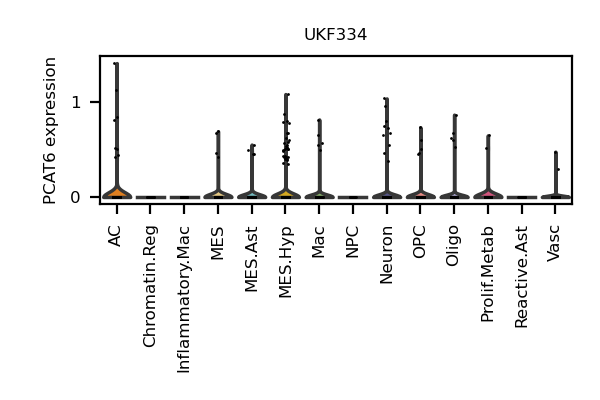 UKF334
PCAT6 expression
1
0
AC
Chromatin.Reg
Inflammatory.Mac
MES
MES.Ast
MES.Hyp
Mac
NPC
Neuron
OPC
Oligo
Prolif.Metab
Reactive.Ast
Vasc